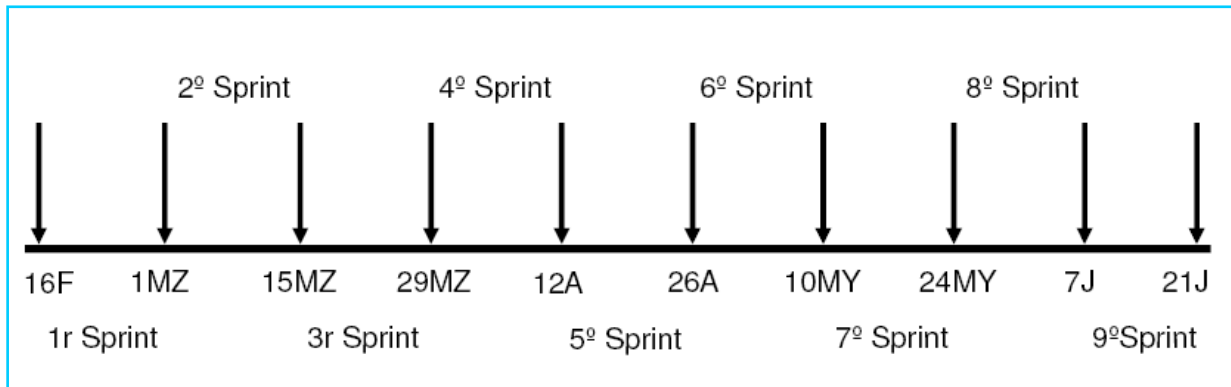 2º Sprint 4º Sprint 6º Sprint 8º Sprint
16F 1MZ 15MZ 29MZ 12A 26A 10MY 24MY 7J 21J
1r Sprint 3r Sprint 5º Sprint 7º Sprint 9ºSprint